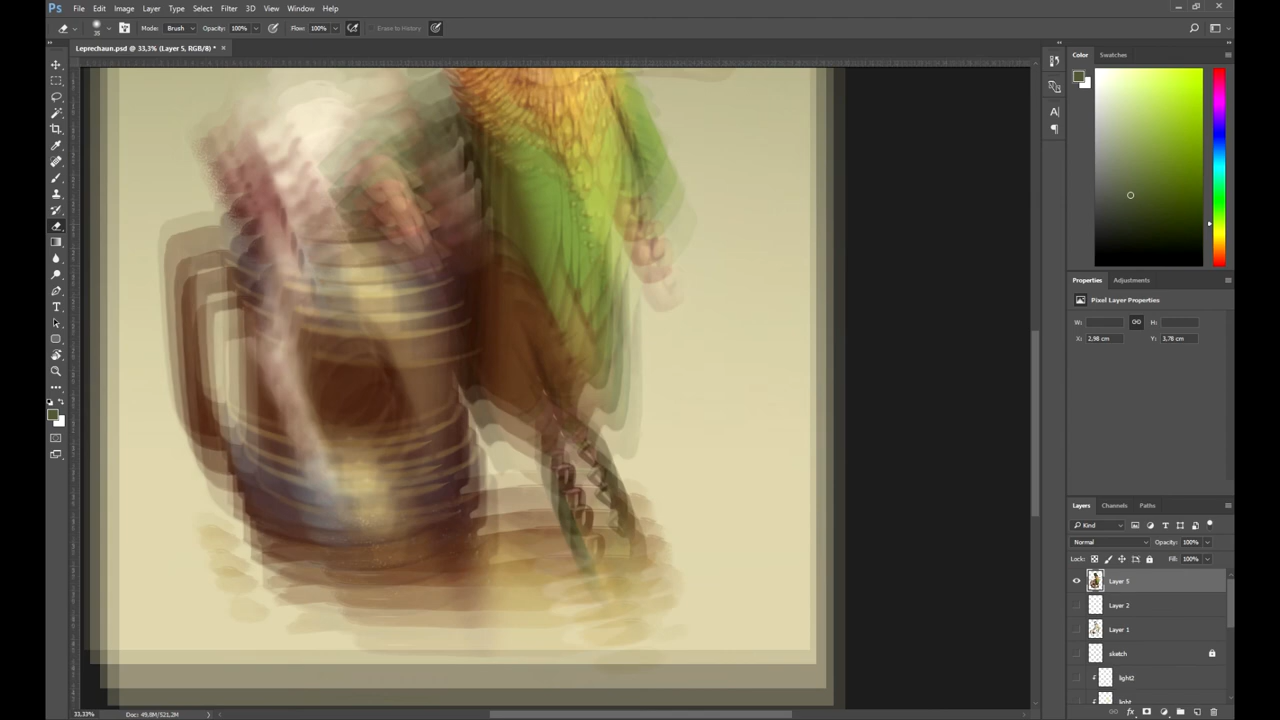 Ps File Edit Image Layer Type Select Filter 3D View Window Help
35 Mode: Brush Opacity: 100% Flow: 100% Erase to History
Leprechaun.psd @ 33,3% (Layer 5, RGB/8) * ×
Color Swatches
A|
Properties Adjustments
Pixel Layer Properties
W: H:
X: 2,98 cm Y: 3,78 cm
Layers Channels Paths
Kind
Normal Opacity: 100%
Lock: Fill: 100%
Layer 5
Layer 2
Layer 1
sketch
light2
light
33,33% Doc: 49,8M/521,2M
fx